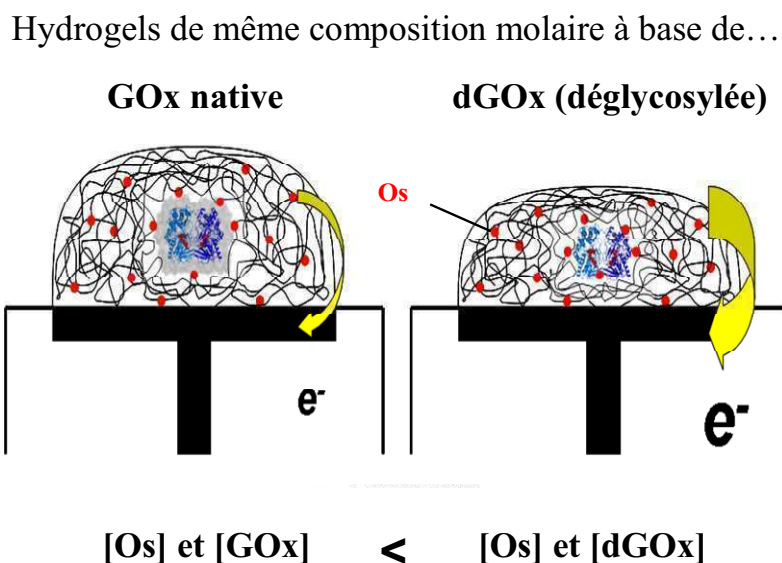 Hydrogels de même composition molaire à base de…
GOx native dGOx (déglycosylée)
Os
e-
e-
[Os] et [GOx] < [Os] et [dGOx]